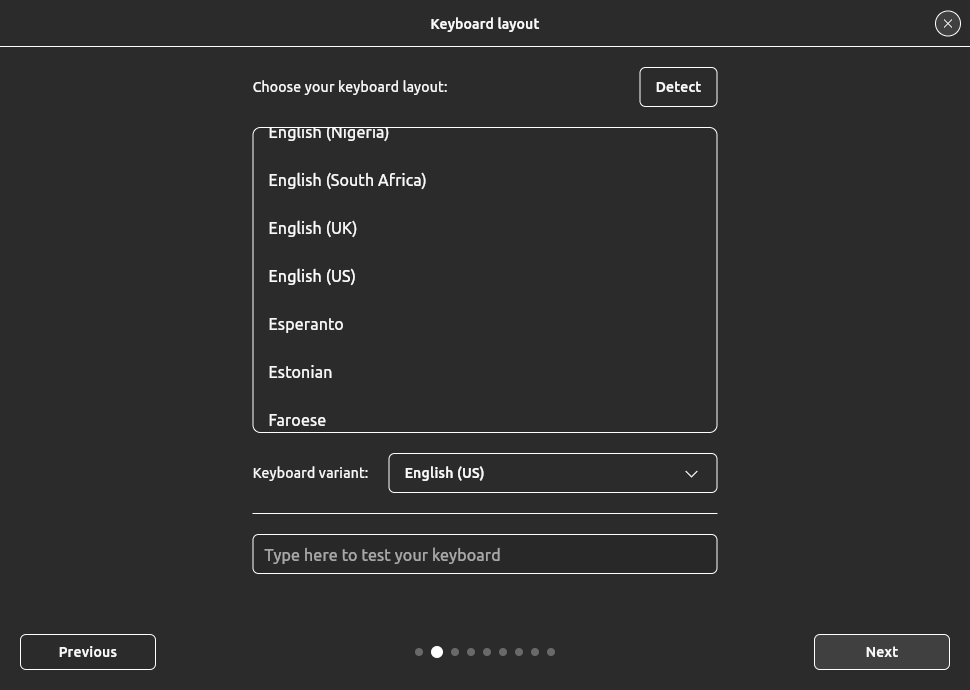 Keyboard layout
Choose your keyboard layout:
Detect
English (Nigeria)
English (South Africa)
English (UK)
English (US)
Esperanto
Estonian
Faroese
Keyboard variant:
English (US)
Type here to test your keyboard
Previous
Next